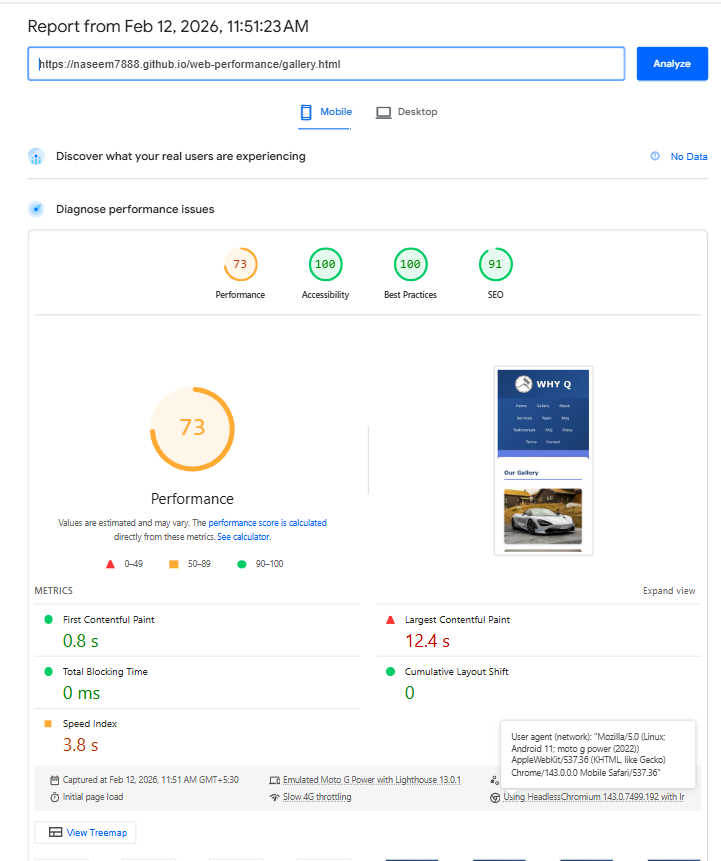 Report from Feb 12, 2026, 11:51:23 AM
https://naseem7888.github.io/web-performance/gallery.html
Analyze
Mobile
Desktop
Discover what your real users are experiencing
No Data
Diagnose performance issues
73
100
100
91
Performance
Accessibility
Best Practices
SEO
73
Performance
Values are estimated and may vary. The performance score is calculated
directly from these metrics. See calculator.
0–49
50–89
90–100
WHY Q
Home Gallery About
Services Team Blog
Testimonials FAQ Policy
Terms Contact
Our Gallery
METRICS
Expand view
First Contentful Paint
0.8 s
Largest Contentful Paint
12.4 s
Total Blocking Time
0 ms
Cumulative Layout Shift
0
Speed Index
3.8 s
User agent (network): "Mozilla/5.0 (Linux;
Android 11; moto g power (2022))
AppleWebKit/537.36 (KHTML, like Gecko)
Chrome/143.0.0.0 Mobile Safari/537.36"
Captured at Feb 12, 2026, 11:51 AM GMT+5:30
Emulated Moto G Power with Lighthouse 13.0.1
Initial page load
Slow 4G throttling
Using HeadlessChromium 143.0.7499.192 with lr
View Treemap